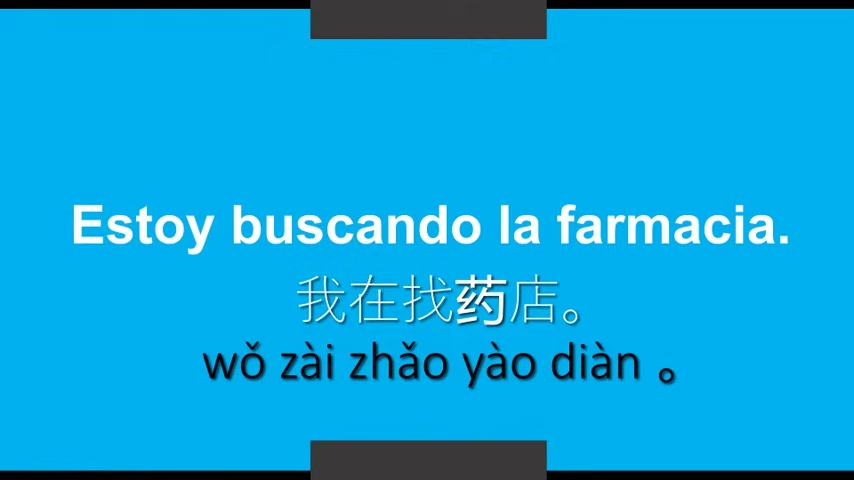 Estoy buscando la farmacia.
我在找药店。
wǒ zài zhǎo yào diàn 。